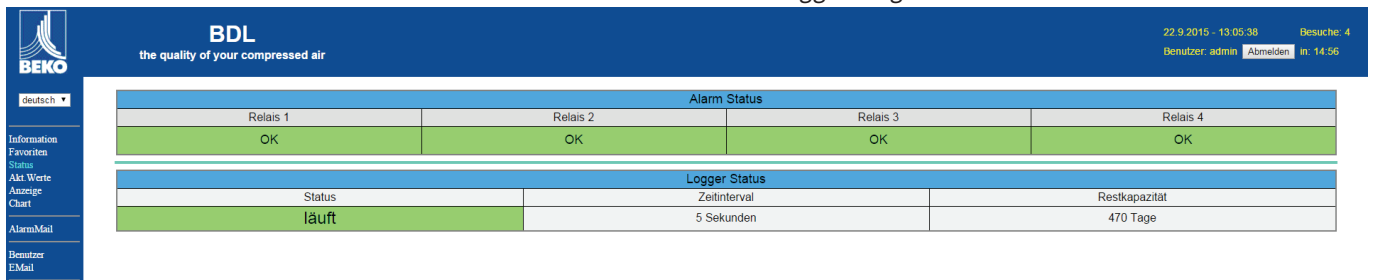 BDL
the quality of your compressed air
22.9.2015 - 13:05:38 Besuche: 4
Benutzer: admin Abmelden in: 14:56
BEKO
deutsch
Information
Favoriten
Status
Akt.Werte
Anzeige
Chart
AlarmMail
Benutzer
EMail
Alarm Status
Relais 1 Relais 2 Relais 3 Relais 4
OK OK OK OK
Logger Status
Status Zeitinterval Restkapazität
läuft 5 Sekunden 470 Tage